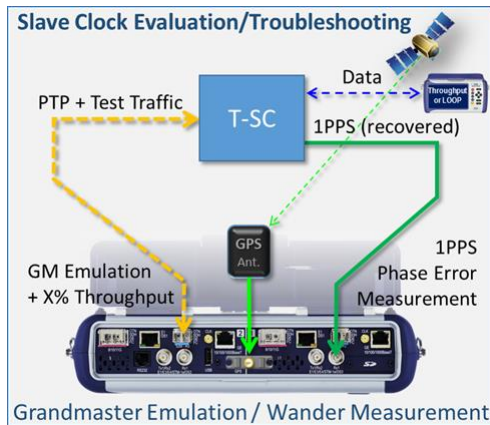 Slave Clock Evaluation/Troubleshooting
Data
Throughput
or LOOP
PTP + Test Traffic
T-SC
1PPS (recovered)
GPS
Ant.
GM Emulation
+ X% Throughput
1PPS
Phase Error
Measurement
Grandmaster Emulation / Wander Measurement